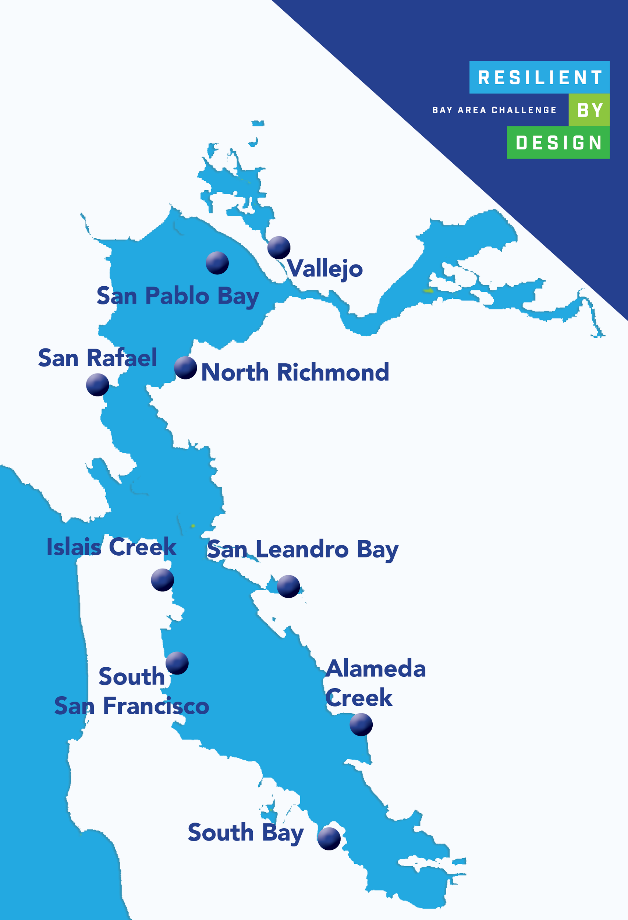 RESILIENT
BAY AREA CHALLENGE BY
DESIGN
Vallejo
San Pablo Bay
San Rafael
North Richmond
Islais Creek
San Leandro Bay
South
San Francisco
Alameda
Creek
South Bay